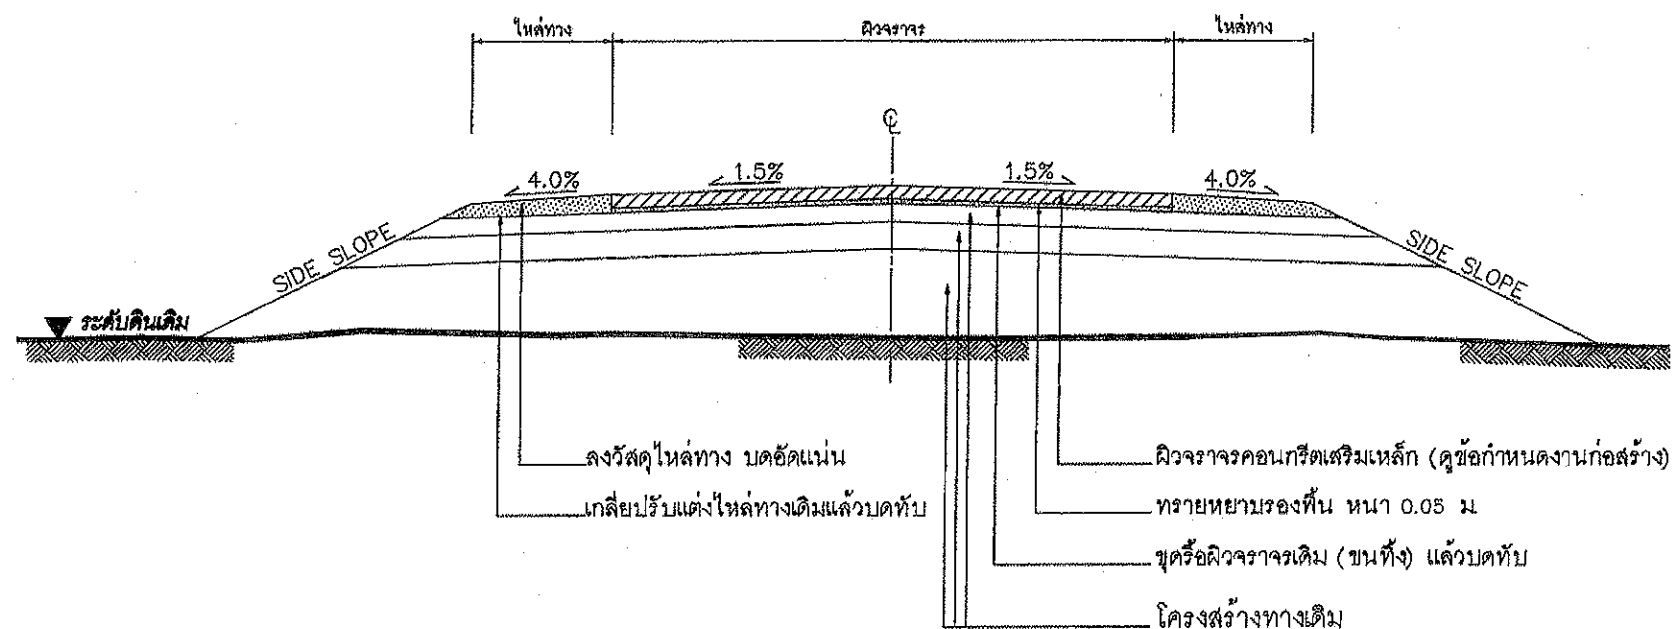 ไหล่ทาง ผิวจราจร ไหล่ทาง
℄
4.0% 1.5% 1.5% 4.0%
SIDE SLOPE SIDE SLOPE
ระดับดินเดิม
ลงวัสดุไหล่ทาง บดอัดแน่น
ผิวจราจรคอนกรีตเสริมเหล็ก (ดูข้อกำหนดงานก่อสร้าง)
เกลี่ยปรับแต่งไหล่ทางเดิมแล้วบดทับ
ทรายหยาบรองพื้น หนา 0.05 ม.
ขุดรื้อผิวจราจรเดิม (ขนทิ้ง) แล้วบดทับ
โครงสร้างทางเดิม